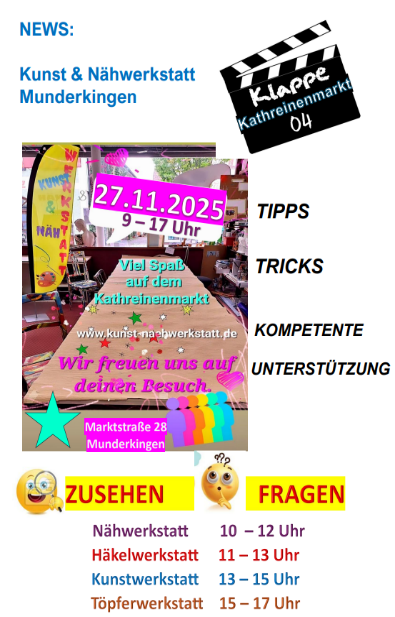 NEWS:
Kunst & Nähwerkstatt
Munderkingen
Klappe
Kathreinenmarkt
04
WERKSTATT
KUNST
&
NÄH
27.11.2025
9 – 17 Uhr
Viel Spaß
auf dem
Kathreinenmarkt
www.kunst-naehwerkstatt.de
Wir freuen uns auf
deinen Besuch.
Marktstraße 28
Munderkingen
TIPPS
TRICKS
KOMPETENTE
UNTERSTÜTZUNG
ZUSEHEN FRAGEN
Nähwerkstatt 10 – 12 Uhr
Häkelwerkstatt 11 – 13 Uhr
Kunstwerkstatt 13 – 15 Uhr
Töpferwerkstatt 15 – 17 Uhr